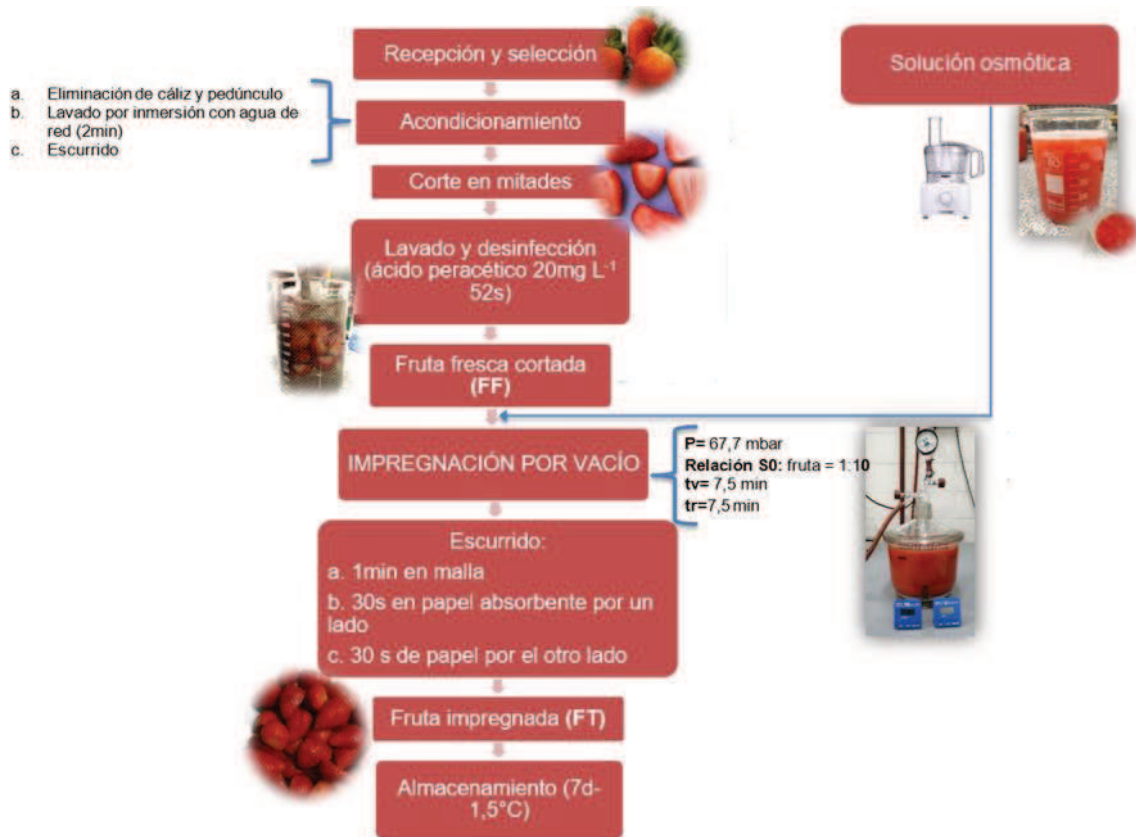 Recepción y selección
Solución osmótica
a. Eliminación de cáliz y pedúnculo
b. Lavado por inmersión con agua de
red (2min)
c. Escurrido
Acondicionamiento
Corte en mitades
Lavado y desinfección
(ácido peracético 20mg L⁻¹
52s)
Fruta fresca cortada
(FF)
IMPREGNACIÓN POR VACÍO
P= 67,7 mbar
Relación S0: fruta = 1:10
tv= 7,5 min
tr=7,5 min
Escurrido:
a. 1min en malla
b. 30s en papel absorbente por un
lado
c. 30 s de papel por el otro lado
Fruta impregnada (FT)
Almacenamiento (7d-
1,5°C)